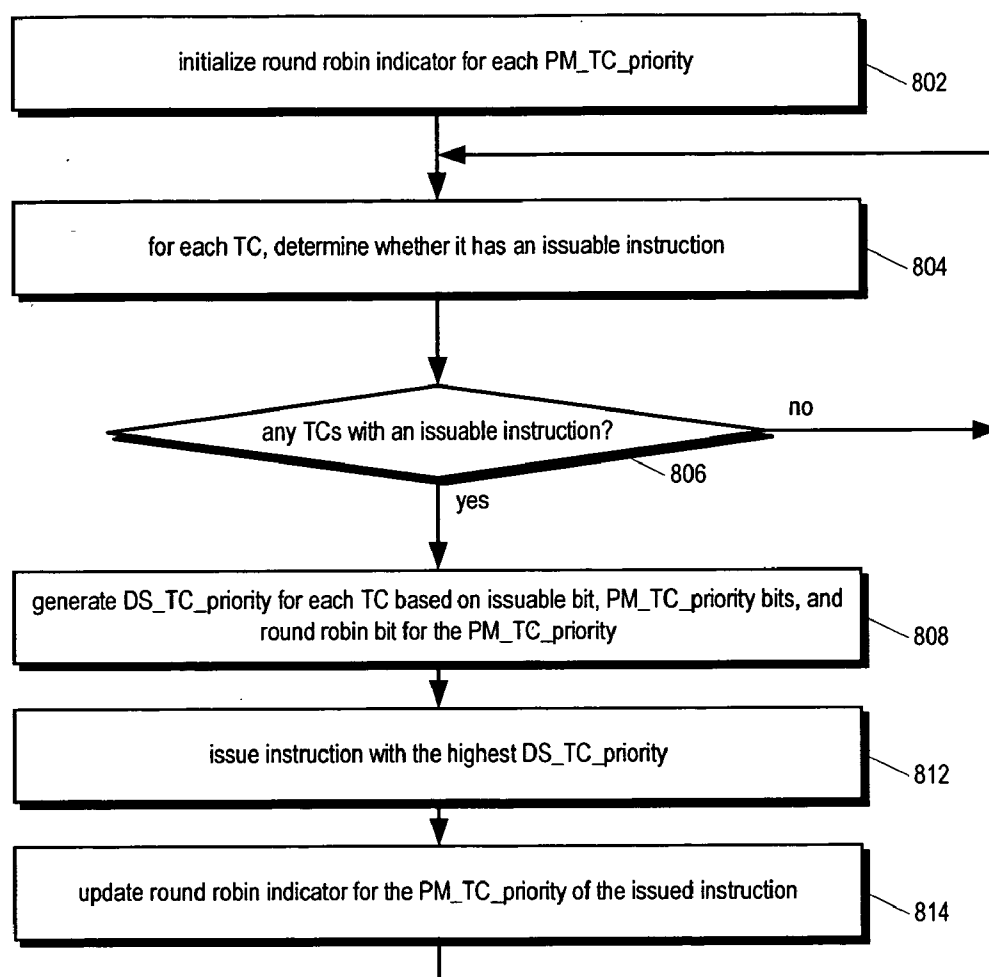 initialize round robin indicator for each PM_TC_priority
802
for each TC, determine whether it has an issuable instruction
804
any TCs with an issuable instruction?
no
806
yes
generate DS_TC_priority for each TC based on issuable bit, PM_TC_priority bits, and
round robin bit for the PM_TC_priority
808
issue instruction with the highest DS_TC_priority
812
update round robin indicator for the PM_TC_priority of the issued instruction
814